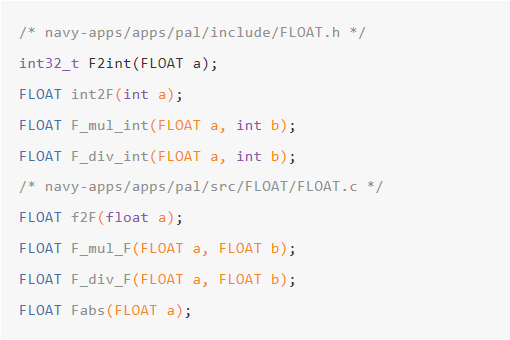 /* navy-apps/apps/pal/include/FLOAT.h */
int32_t F2int(FLOAT a);
FLOAT int2F(int a);
FLOAT F_mul_int(FLOAT a, int b);
FLOAT F_div_int(FLOAT a, int b);
/* navy-apps/apps/pal/src/FLOAT/FLOAT.c */
FLOAT f2F(float a);
FLOAT F_mul_F(FLOAT a, FLOAT b);
FLOAT F_div_F(FLOAT a, FLOAT b);
FLOAT Fabs(FLOAT a);